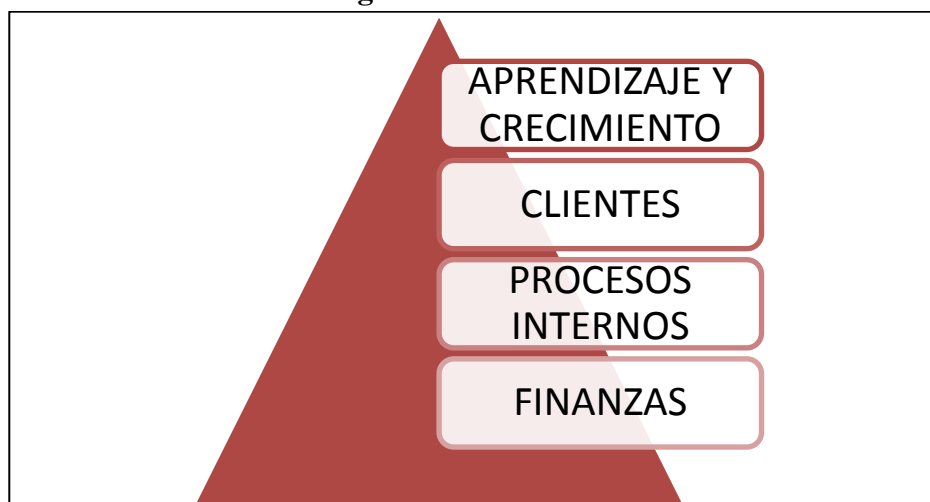 APRENDIZAJE Y
CRECIMIENTO
CLIENTES
PROCESOS
INTERNOS
FINANZAS